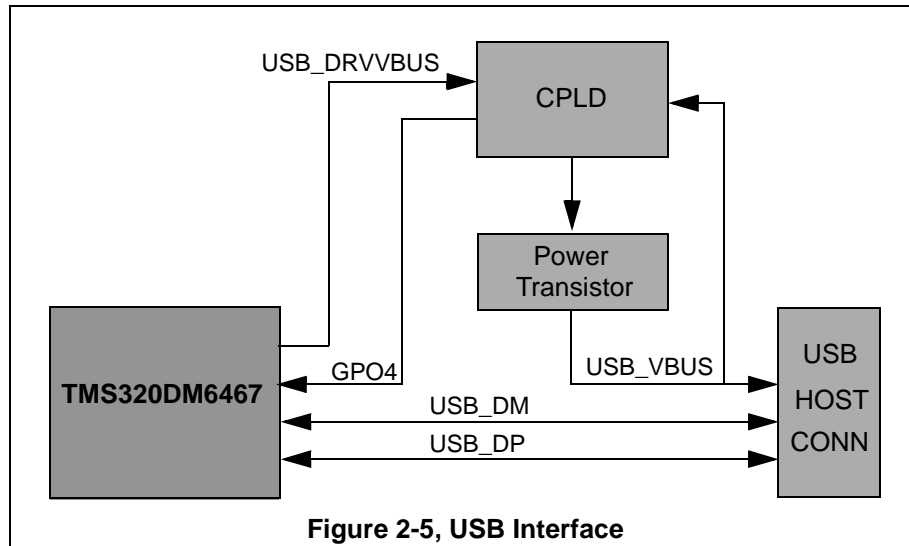 USB_DRVVBUS
CPLD
Power
Transistor
TMS320DM6467
GPO4
USB_VBUS
USB_DM
USB_DP
USB
HOST
CONN
Figure 2-5, USB Interface